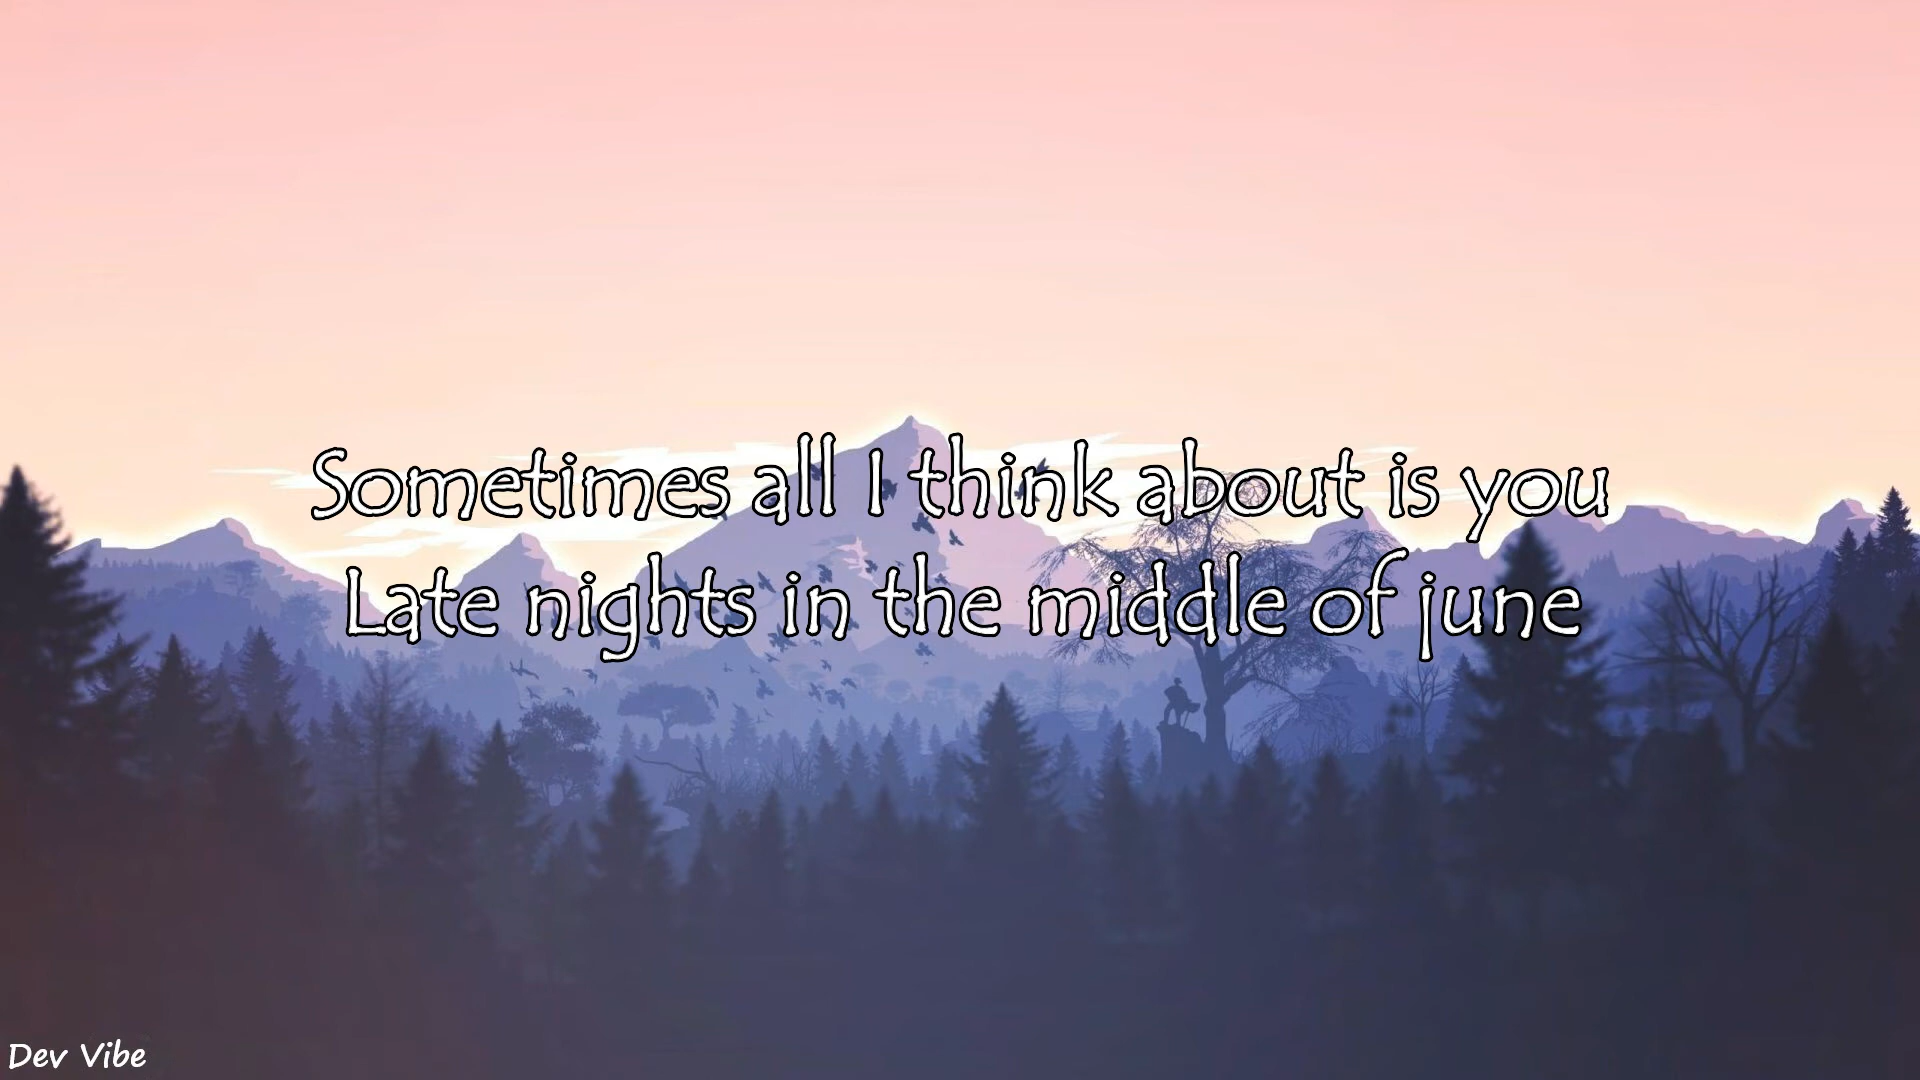 Sometimes all I think about is you
Late nights in the middle of june
Dev Vibe